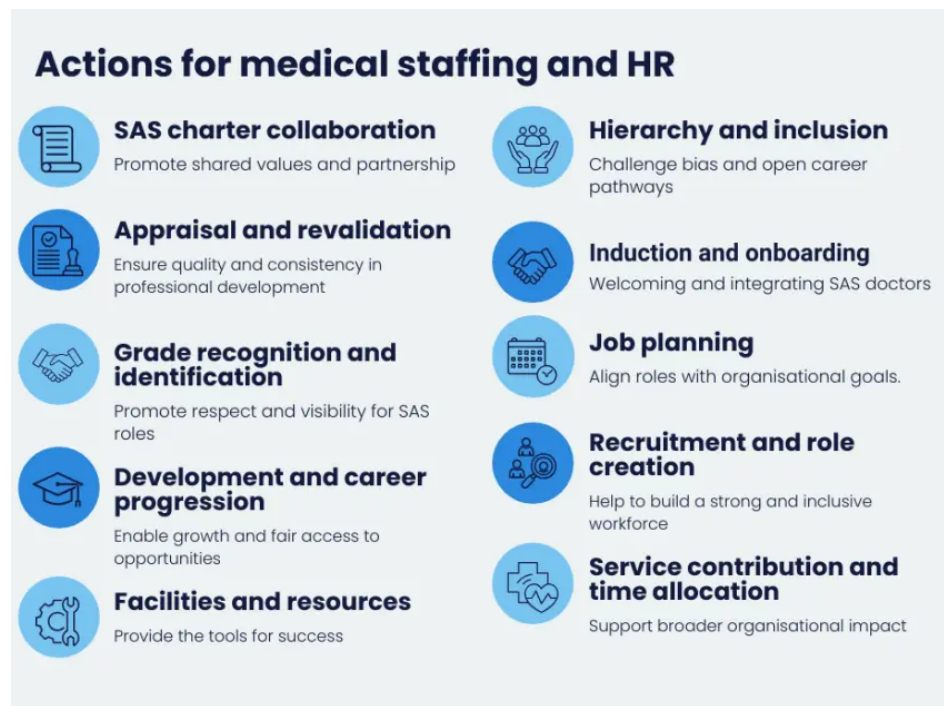 Actions for medical staffing and HR
SAS charter collaboration
Promote shared values and partnership
Appraisal and revalidation
Ensure quality and consistency in
professional development
Grade recognition and
identification
Promote respect and visibility for SAS
roles
Development and career
progression
Enable growth and fair access to
opportunities
Facilities and resources
Provide the tools for success
Hierarchy and inclusion
Challenge bias and open career
pathways
Induction and onboarding
Welcoming and integrating SAS doctors
Job planning
Align roles with organisational goals.
Recruitment and role
creation
Help to build a strong and inclusive
workforce
Service contribution and
time allocation
Support broader organisational impact